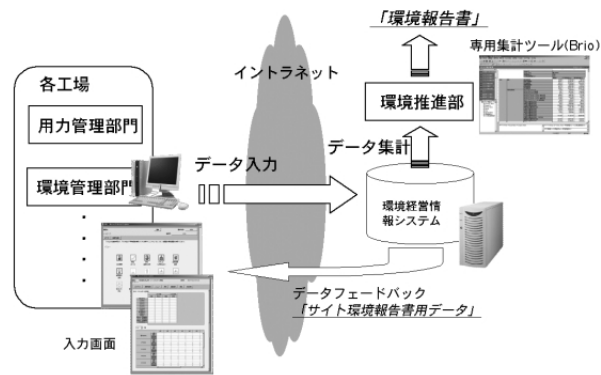 「環境報告書」
専用集計ツール(Brio)
イントラネット
各工場
用力管理部門
環境推進部
データ集計
データ入力
環境管理部門
・
・
・
・
環境経営情
報システム
データフェードバック
「サイト環境報告書用データ」
入力画面